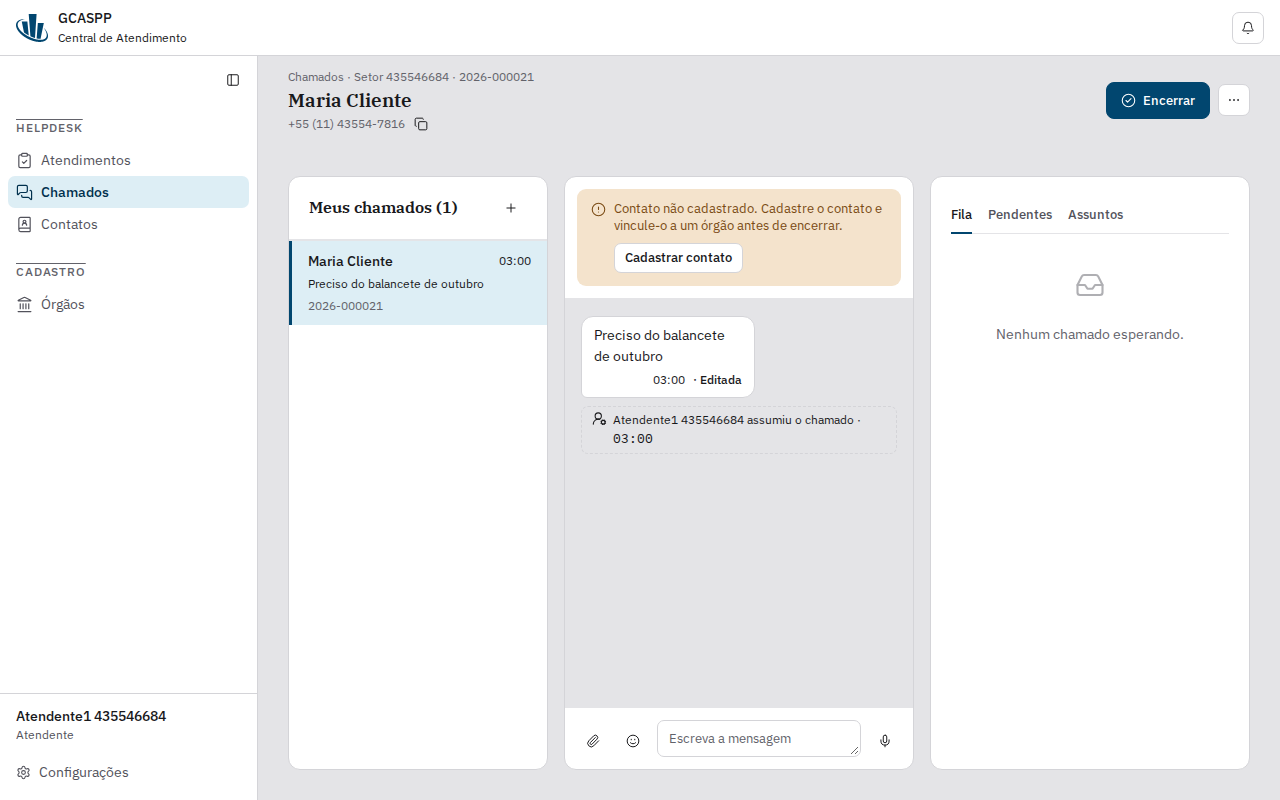 GCASPP
Central de Atendimento
HELPDESK
Atendimentos
Chamados
Contatos
CADASTRO
Órgãos
Atendente1 435546684
Atendente
Configurações
Chamados · Setor 435546684 · 2026-000021
Maria Cliente
+55 (11) 43554-7816
Encerrar
Meus chamados (1)
Maria Cliente 03:00
Preciso do balancete de outubro
2026-000021
Contato não cadastrado. Cadastre o contato e
vincule-o a um órgão antes de encerrar.
Cadastrar contato
Preciso do balancete
de outubro
03:00 · Editada
Atendente1 435546684 assumiu o chamado ·
03:00
Escreva a mensagem
Fila Pendentes Assuntos
Nenhum chamado esperando.